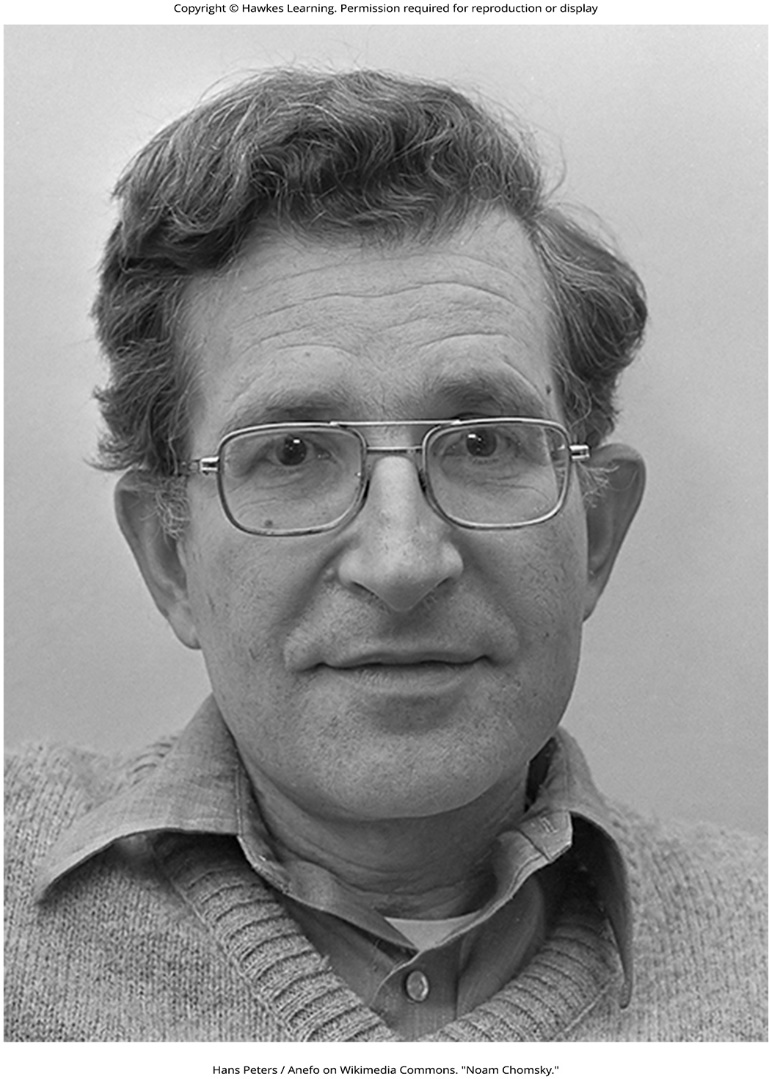 Copyright © Hawkes Learning. Permission required for reproduction or display
Hans Peters / Anefo on Wikimedia Commons. "Noam Chomsky."